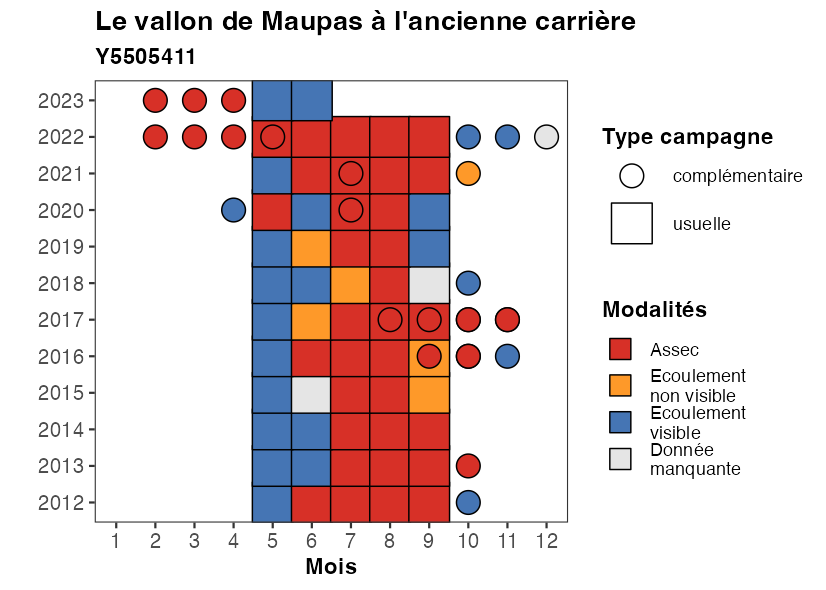 Le vallon de Maupas à l'ancienne carrière
Y5505411
2023
2022
2021
2020
2019
2018
2017
2016
2015
2014
2013
2012
1 2 3 4 5 6 7 8 9 10 11 12
Mois
Type campagne
complémentaire
usuelle
Modalités
Assec
Ecoulement
non visible
Ecoulement
visible
Donnée
manquante